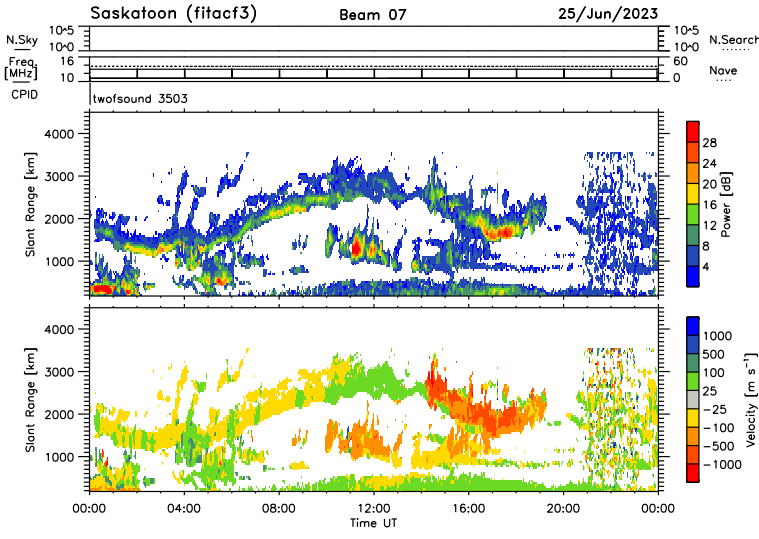 Saskatoon (fitacf3) Beam 07 25/Jun/2023
N.Sky 10^5 10^5 N.Search
10^0 10^0
Freq. 16 60
[MHz] Nave
10 0
CPID twofsound 3503
4000
3000
2000
1000
Slant Range [km]
28
24
20
16
12
8
4
Power [dB]
4000
3000
2000
1000
Slant Range [km]
1000
500
100
25
-25
-100
-500
-1000
Velocity [m s^-1]
00:00 04:00 08:00 12:00 16:00 20:00 00:00
Time UT